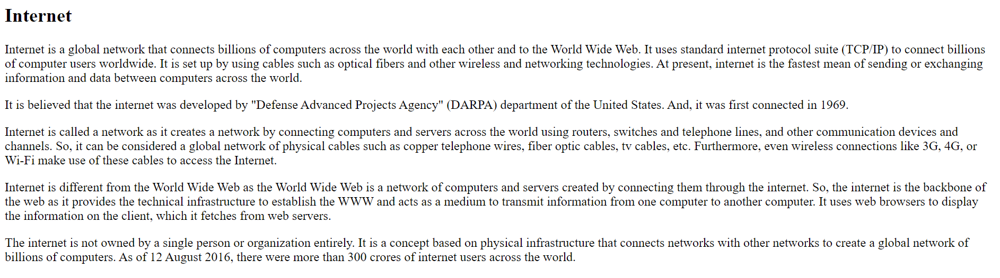 Internet
Internet is a global network that connects billions of computers across the world with each other and to the World Wide Web. It uses standard internet protocol suite (TCP/IP) to connect billions
of computer users worldwide. It is set up by using cables such as optical fibers and other wireless and networking technologies. At present, internet is the fastest mean of sending or exchanging
information and data between computers across the world.
It is believed that the internet was developed by "Defense Advanced Projects Agency" (DARPA) department of the United States. And, it was first connected in 1969.
Internet is called a network as it creates a network by connecting computers and servers across the world using routers, switches and telephone lines, and other communication devices and
channels. So, it can be considered a global network of physical cables such as copper telephone wires, fiber optic cables, tv cables, etc. Furthermore, even wireless connections like 3G, 4G, or
Wi-Fi make use of these cables to access the Internet.
Internet is different from the World Wide Web as the World Wide Web is a network of computers and servers created by connecting them through the internet. So, the internet is the backbone of
the web as it provides the technical infrastructure to establish the WWW and acts as a medium to transmit information from one computer to another computer. It uses web browsers to display
the information on the client, which it fetches from web servers.
The internet is not owned by a single person or organization entirely. It is a concept based on physical infrastructure that connects networks with other networks to create a global network of
billions of computers. As of 12 August 2016, there were more than 300 crores of internet users across the world.